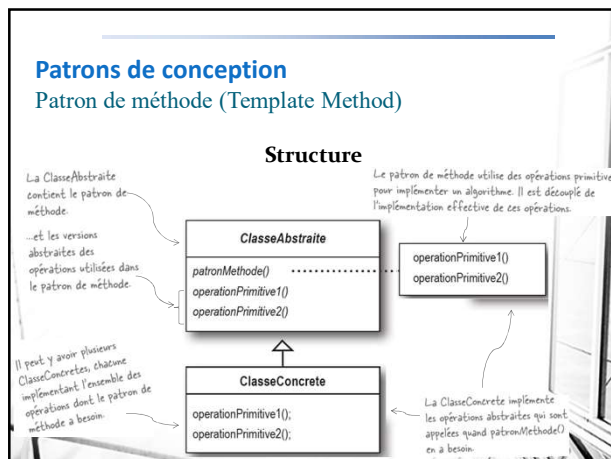 Patrons de conception
Patron de méthode (Template Method)
Structure
La ClasseAbstraite
contient le patron de
méthode.
...et les versions
abstraites des
opérations utilisées dans
le patron de méthode.
Le patron de méthode utilise des opérations primitive
pour implémenter un algorithme. Il est découplé de
l'implémentation effective de ces opérations.
ClasseAbstraite
patronMethode()
operationPrimitive1()
operationPrimitive2()
operationPrimitive1()
operationPrimitive2()
Il peut y avoir plusieurs
ClasseConcretes, chacune
implémentant l'ensemble des
opérations dont le patron de
méthode a besoin.
ClasseConcrete
operationPrimitive1();
operationPrimitive2();
La ClasseConcrete implémente
les opérations abstraites qui sont
appelées quand patronMethode()
en a besoin.